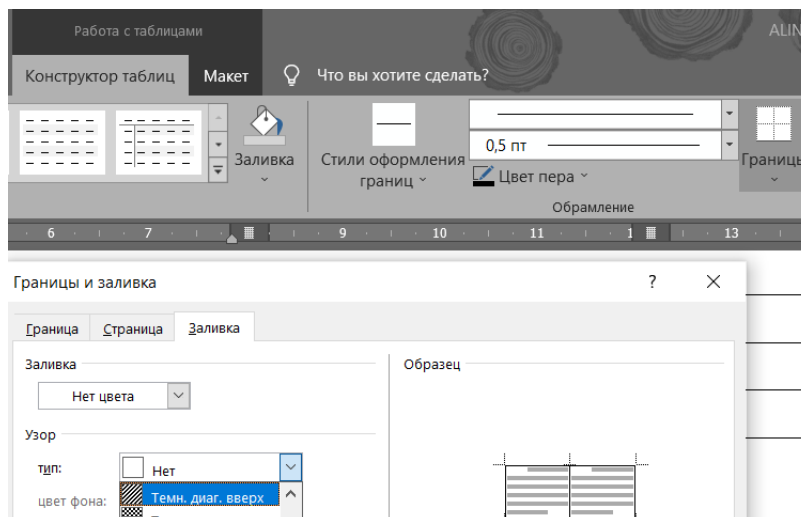 Работа с таблицами
ALIN
Конструктор таблиц Макет Что вы хотите сделать?
0,5 пт
Заливка
Стили оформления границ
Цвет пера
Границы
Обрамление
6 7 9 10 11 1 13
Границы и заливка ?
Граница Страница Заливка
Заливка
Нет цвета
Образец
Узор
тип: Нет
цвет фона: Темн. диаг. вверх